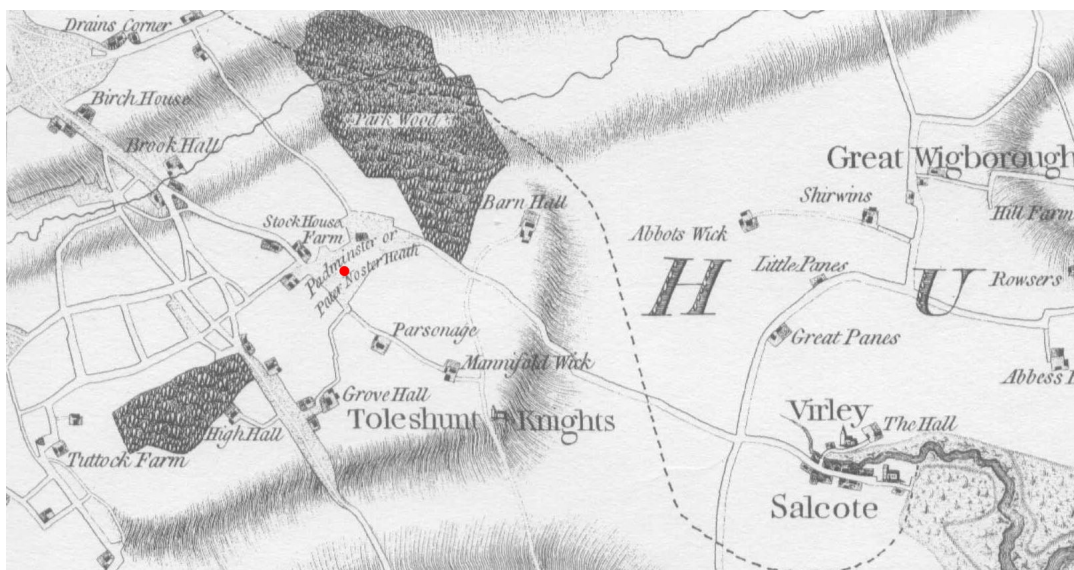 Drains Corner
Birch House
Brook Hall
Park Wood
Great Wigborough
Barn Hall
Shirwins
Hill Farm
Stock House
Farm
Abbots Wick
Padminster or
Pater Noster Heath
Little Panes
H
U
Rowsers
Parsonage
Great Panes
Mannifold Wick
Abbess
Grove Hall
Toleshunt Knights
Virley
The Hall
High Hall
Tuttock Farm
Salcote